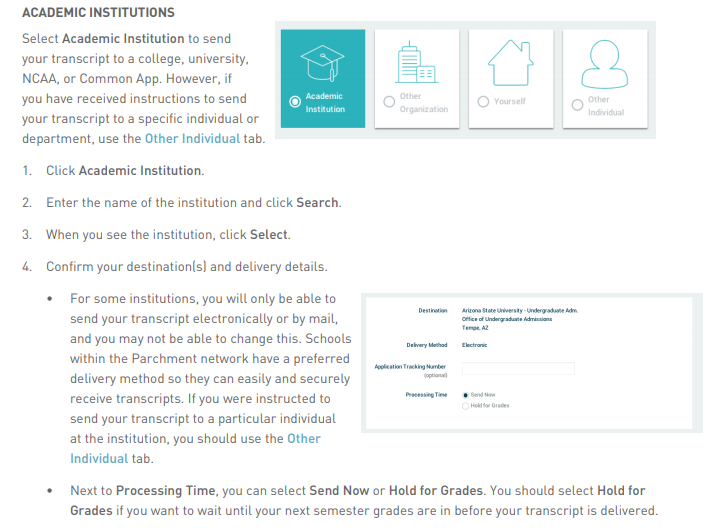 ACADEMIC INSTITUTIONS
Select Academic Institution to send
your transcript to a college, university,
NCAA, or Common App. However, if
you have received instructions to send
your transcript to a specific individual or
department, use the Other Individual tab.
Academic
Institution
Other
Organization
Yourself
Other
Individual
1. Click Academic Institution.
2. Enter the name of the institution and click Search.
3. When you see the institution, click Select.
4. Confirm your destination(s) and delivery details.
• For some institutions, you will only be able to
send your transcript electronically or by mail,
and you may not be able to change this. Schools
within the Parchment network have a preferred
delivery method so they can easily and securely
receive transcripts. If you were instructed to
send your transcript to a particular individual
at the institution, you should use the Other
Individual tab.
Destination Arizona State University - Undergraduate Adm.
Office of Undergraduate Admissions
Tempe, AZ
Delivery Method Electronic
Application Tracking Number
(optional)
Processing Time Send Now
Hold for Grades
• Next to Processing Time, you can select Send Now or Hold for Grades. You should select Hold for
Grades if you want to wait until your next semester grades are in before your transcript is delivered.